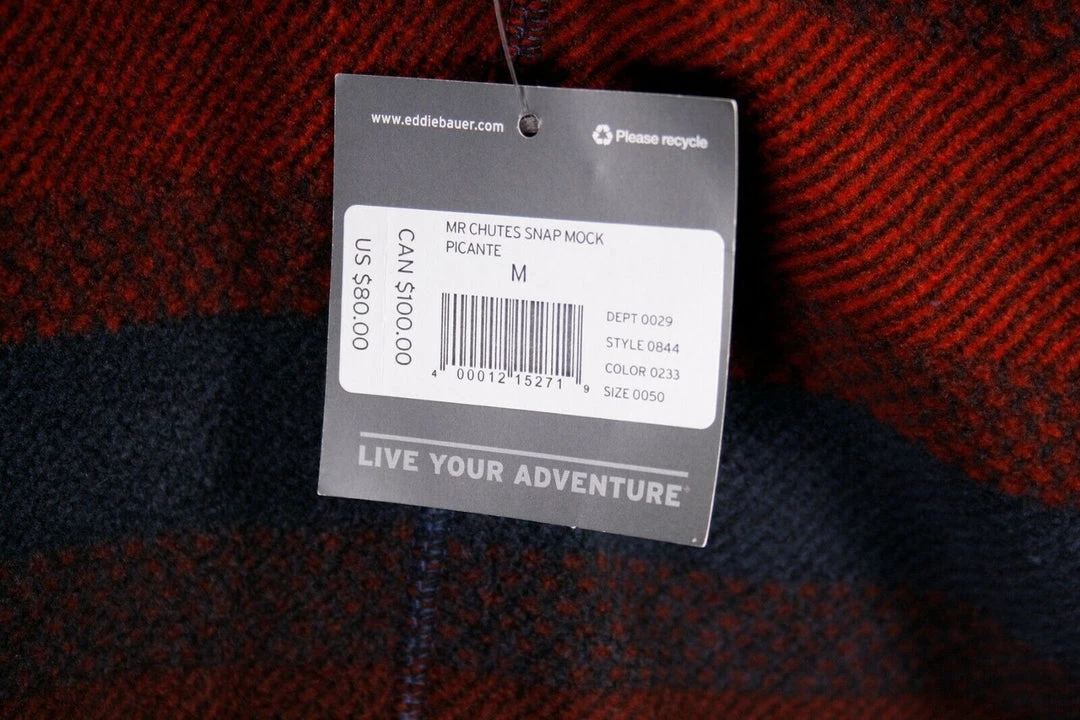 www.eddiebauer.com
Please recycle
MR CHUTES SNAP MOCK
PICANTE
M
CAN $100.00
US $80.00
4 00012 15271 9
DEPT 0029
STYLE 0844
COLOR 0233
SIZE 0050
LIVE YOUR ADVENTURE®